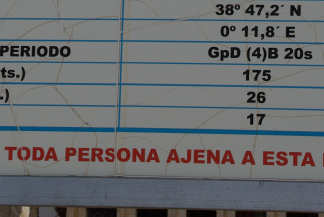 38º 47,2´ N
0º 11,8´ E
PERIODO GpD (4)B 20s
ts.) 175
.) 26
17
TODA PERSONA AJENA A ESTA